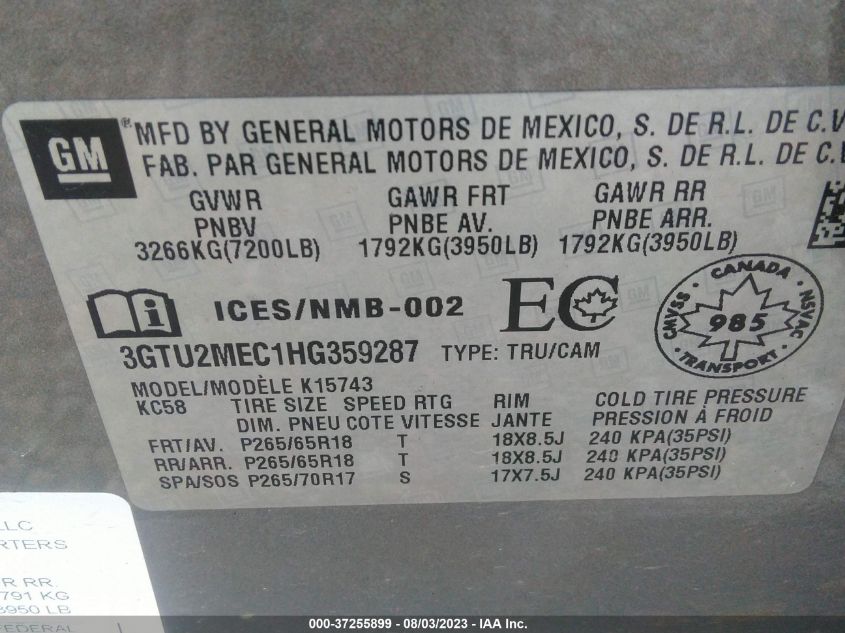 GM ® MFD BY GENERAL MOTORS DE MEXICO, S. DE R.L. DE C.V
FAB. PAR GENERAL MOTORS DE MEXICO, S. DE R.L. DE C.
GVWR GAWR FRT GAWR RR
PNBV PNBE AV. PNBE ARR.
3266KG(7200LB) 1792KG(3950LB) 1792KG(3950LB)
ICES/NMB-002 EC
CANADA
CMVSS 985 NSVAC
TRANSPORT
3GTU2MEC1HG359287 TYPE: TRU/CAM
MODEL/MODÈLE K15743
KC58 TIRE SIZE SPEED RTG RIM COLD TIRE PRESSURE
DIM. PNEU COTE VITESSE JANTE PRESSION À FROID
FRT/AV. P265/65R18 T 18X8.5J 240 KPA(35PSI)
RR/ARR. P265/65R18 T 18X8.5J 240 KPA(35PSI)
SPA/SOS P265/70R17 S 17X7.5J 240 KPA(35PSI)
LLC
RTERS
R RR.
791 KG
3950 LB
FEDERAL
000-37255899 - 08/03/2023 - IAA Inc.